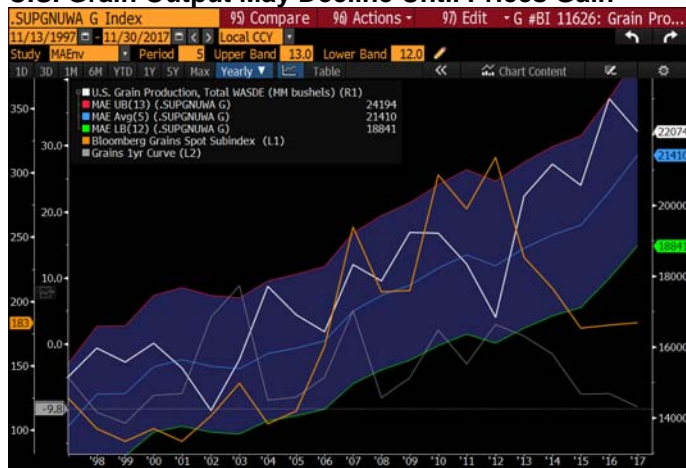 U.S. Grain Output May Decline Until Prices Gain
.SUPGNUWA G Index 95) Compare 96) Actions 97) Edit G #BI 11626: Grain Pro...
11/13/1997 - 11/30/2017 Local CCY
Study MAEnv Period 5 Upper Band 13.0 Lower Band 12.0
1D 3D 1M 6M YTD 1Y 5Y Max Yearly ▼ Table « Chart Content
U.S. Grain Production, Total WASDE (MM bushels) (R1)
MAE UB(13) (.SUPGNUWA G) 24194
MAE Avg(5) (.SUPGNUWA G) 21410
MAE LB(12) (.SUPGNUWA G) 18841
Bloomberg Grains Spot Subindex (L1)
Grains 1yr Curve (L2)
350
300
250
200
183
150
100
30.0
20.0
10.0
0.0
-9.8
22074
21410
20000
18841
18000
16000
14000
'98 '99 '00 '01 '02 '03 '04 '05 '06 '07 '08 '09 '10 '11 '12 '13 '14 '15 '16 '17